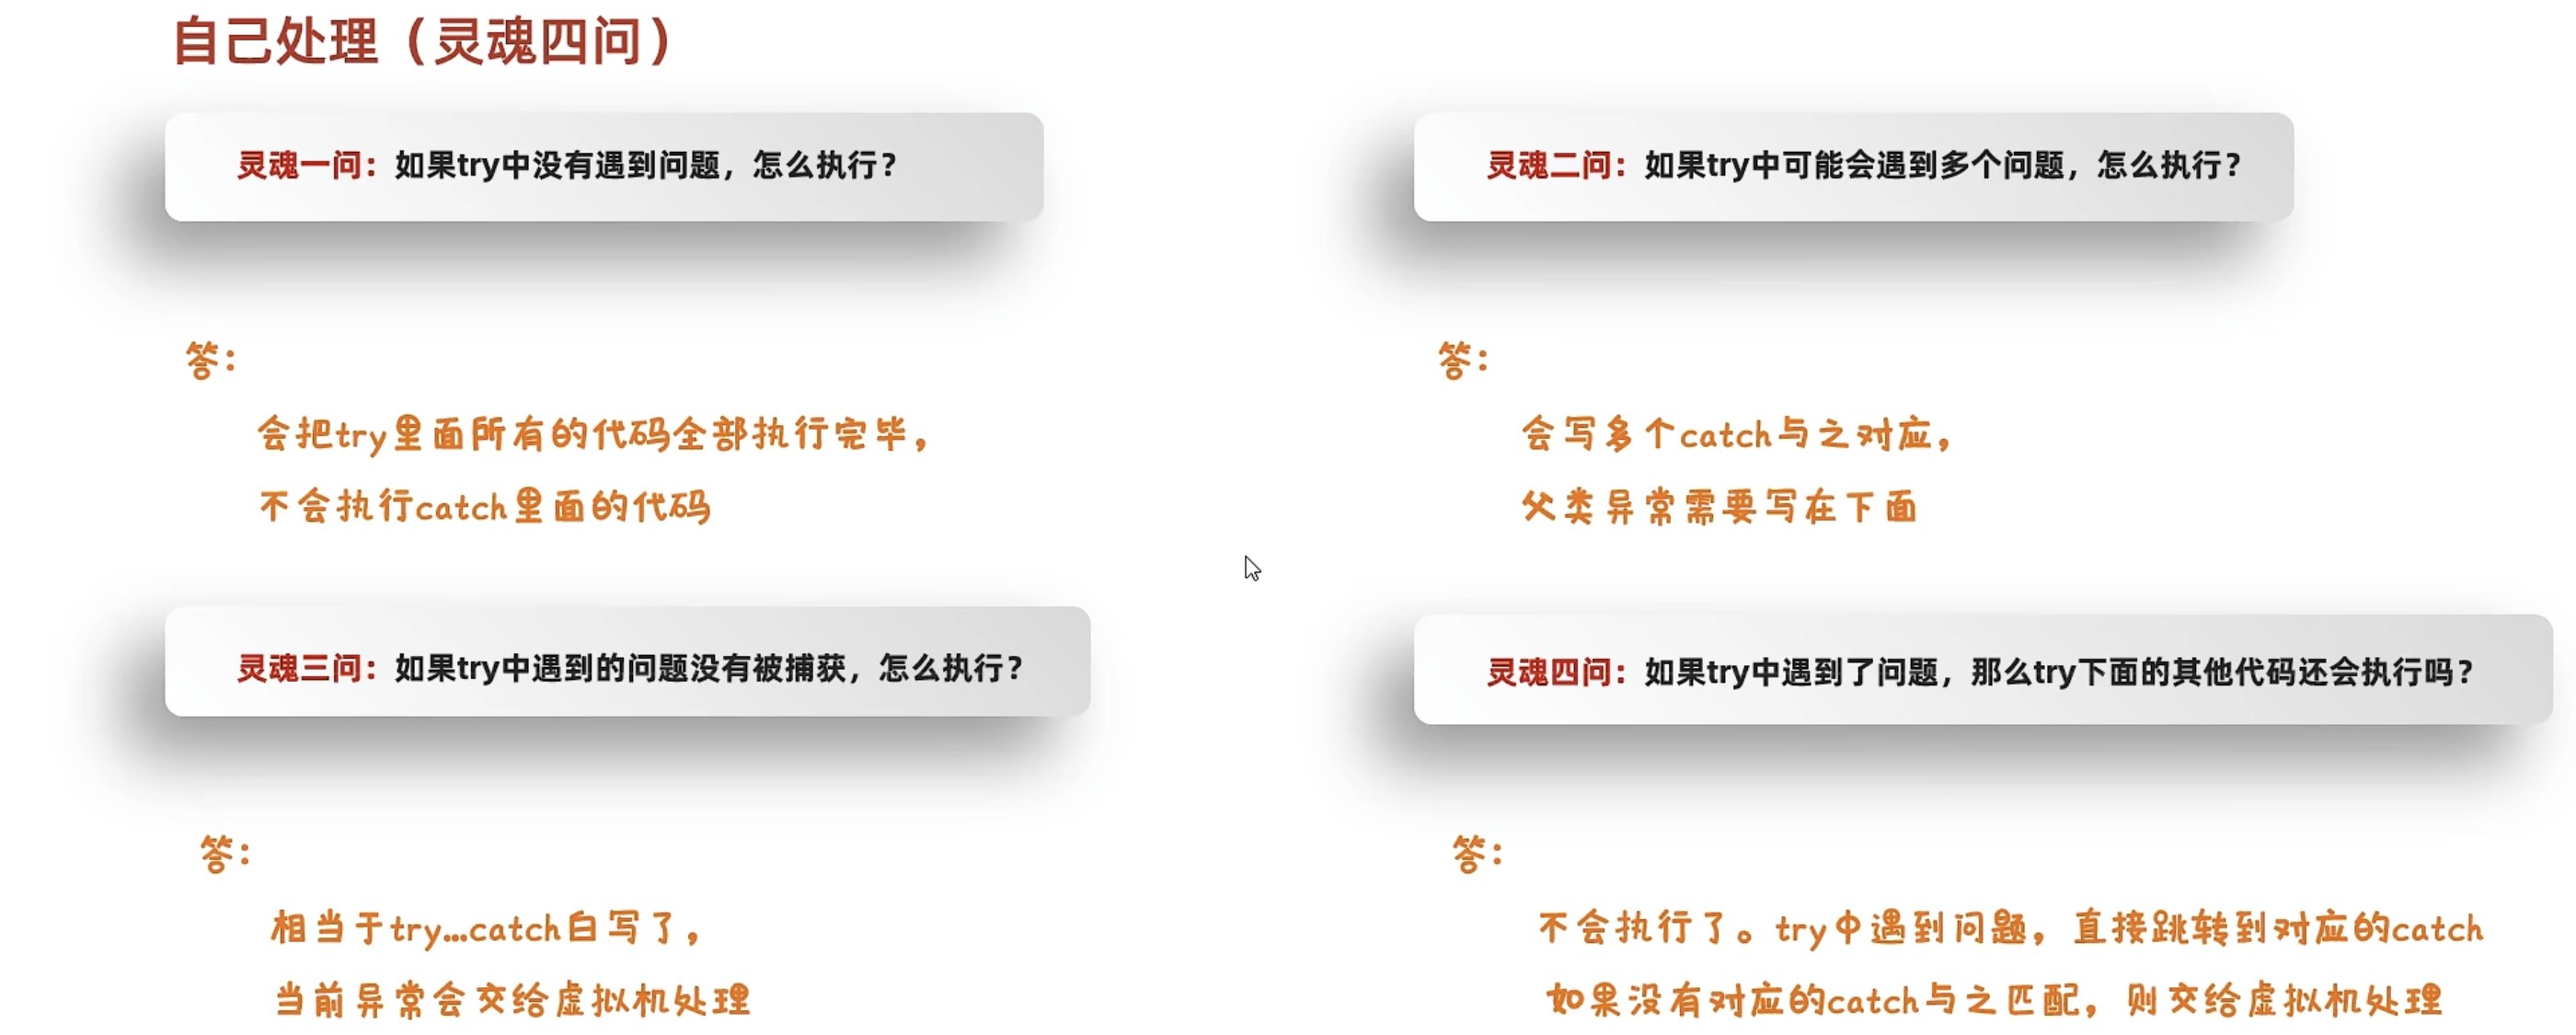 自己处理（灵魂四问）
灵魂一问：如果try中没有遇到问题，怎么执行？
答：
会把try里面所有的代码全部执行完毕，
不会执行catch里面的代码
灵魂二问：如果try中可能会遇到多个问题，怎么执行？
答：
会写多个catch与之对应，
父类异常需要写在下面
灵魂三问：如果try中遇到的问题没有被捕获，怎么执行？
答：
相当于try...catch白写了，
当前异常会交给虚拟机处理
灵魂四问：如果try中遇到了问题，那么try下面的其他代码还会执行吗？
答：
不会执行了。try中遇到问题，直接跳转到对应的catch
如果没有对应的catch与之匹配，则交给虚拟机处理